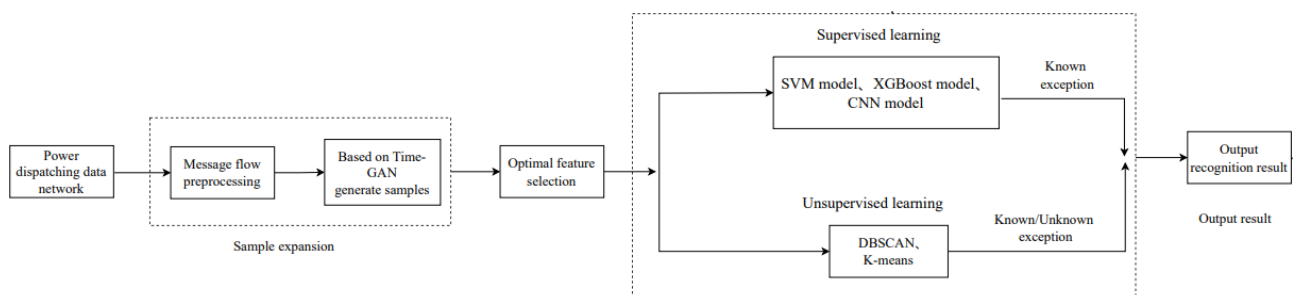 Power
dispatching data
network
Message flow
preprocessing
Based on Time-
GAN
generate samples
Sample expansion
Optimal feature
selection
Supervised learning
SVM model、XGBoost model、
CNN model
Known
exception
Unsupervised learning
DBSCAN、
K-means
Known/Unknown
exception
Output
recognition result
Output result